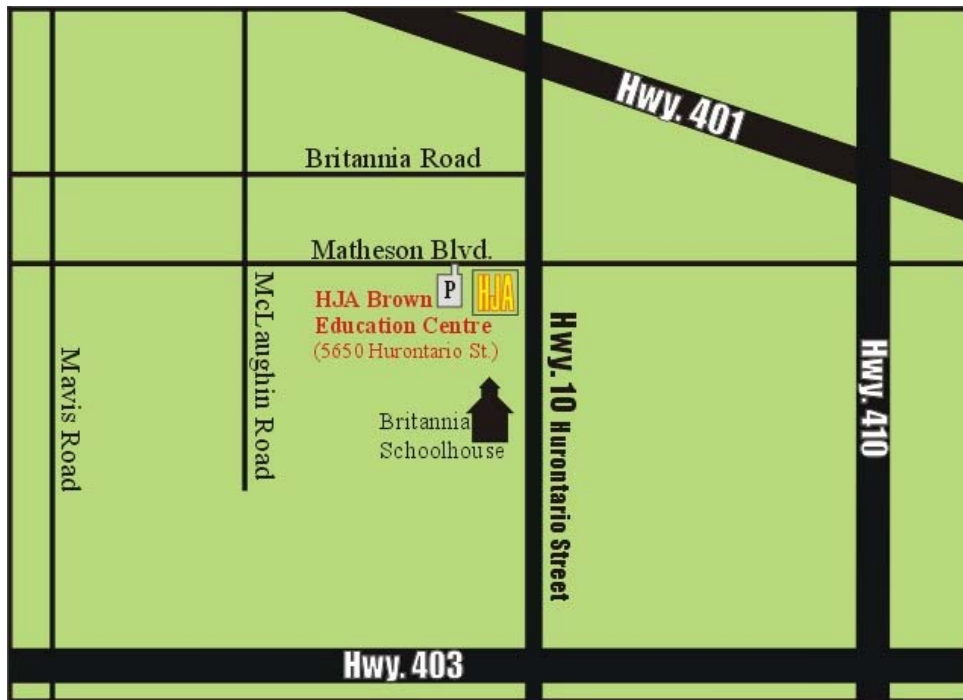 Hwy. 401
Britannia Road
Matheson Blvd.
P
HJA
HJA Brown
Education Centre
(5650 Hurontario St.)
McLaughin Road
Mavis Road
Hwy. 10 Hurontario Street
Hwy. 410
Britannia
Schoolhouse
Hwy. 403